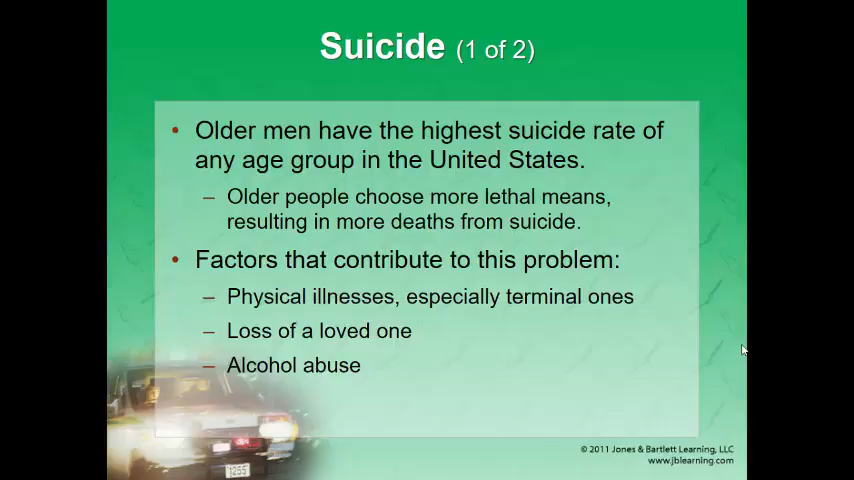 Suicide (1 of 2)
• Older men have the highest suicide rate of
any age group in the United States.
– Older people choose more lethal means,
resulting in more deaths from suicide.
• Factors that contribute to this problem:
– Physical illnesses, especially terminal ones
– Loss of a loved one
– Alcohol abuse
1255
© 2011 Jones & Bartlett Learning, LLC
www.jblearning.com